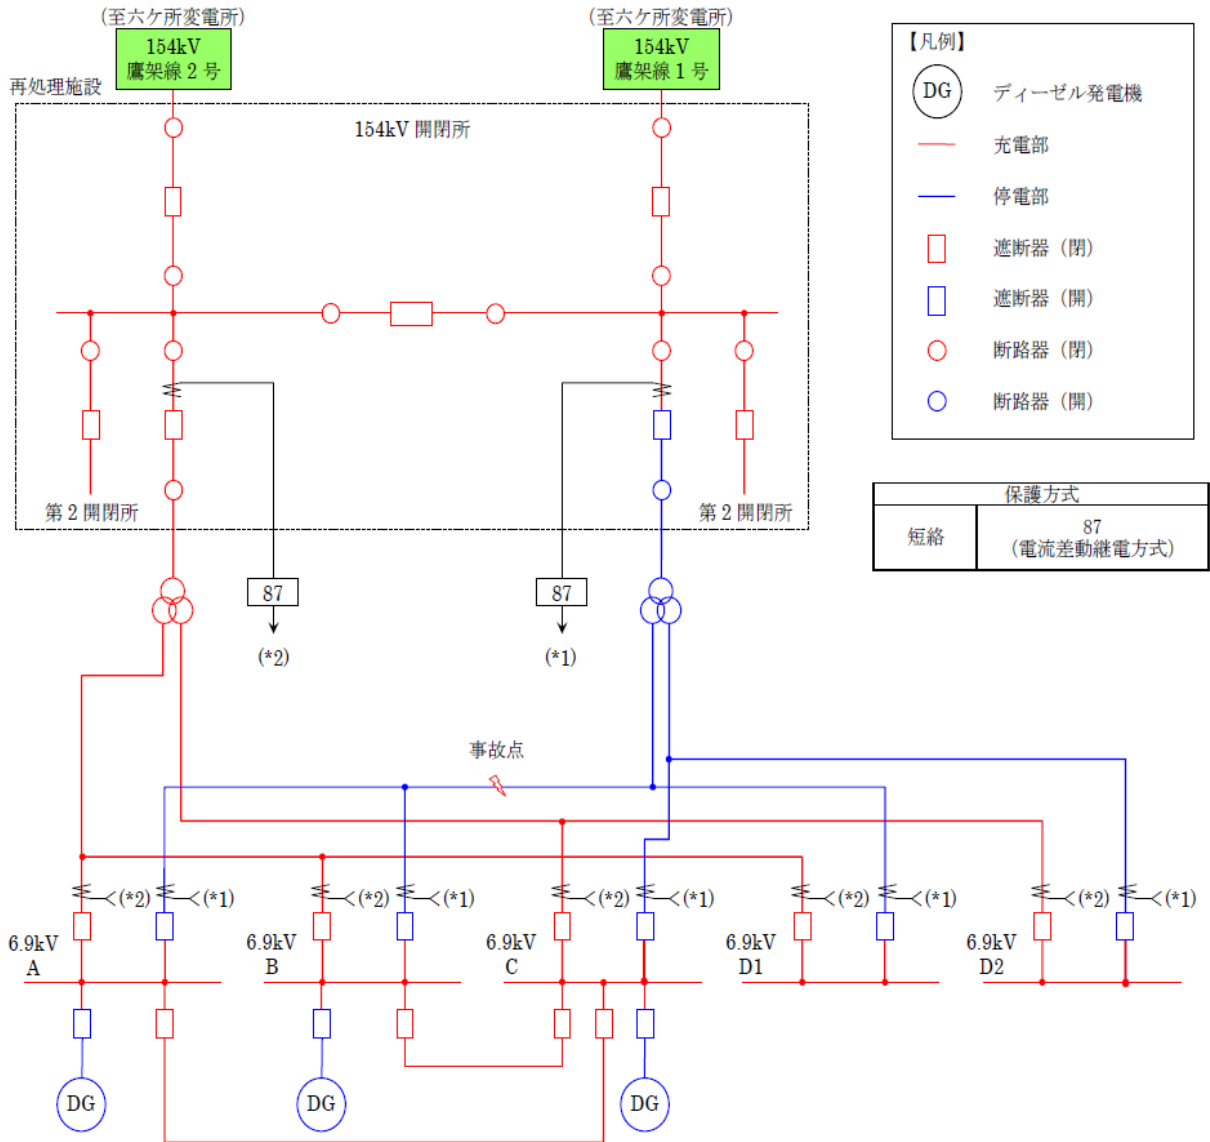 (至六ケ所変電所)
154kV
鷹架線2号
(至六ケ所変電所)
154kV
鷹架線1号
再処理施設
154kV 開閉所
第2開閉所
第2開閉所
87
(*2)
87
(*1)
事故点
(*2)
(*1)
(*2)
(*1)
(*2)
(*1)
(*2)
(*1)
(*2)
(*1)
6.9kV
A
6.9kV
B
6.9kV
C
6.9kV
D1
6.9kV
D2
DG
DG
DG
【凡例】
DG ディーゼル発電機
充電部
停電部
遮断器（閉）
遮断器（開）
断路器（閉）
断路器（開）
保護方式
短絡
87
(電流差動継電方式)